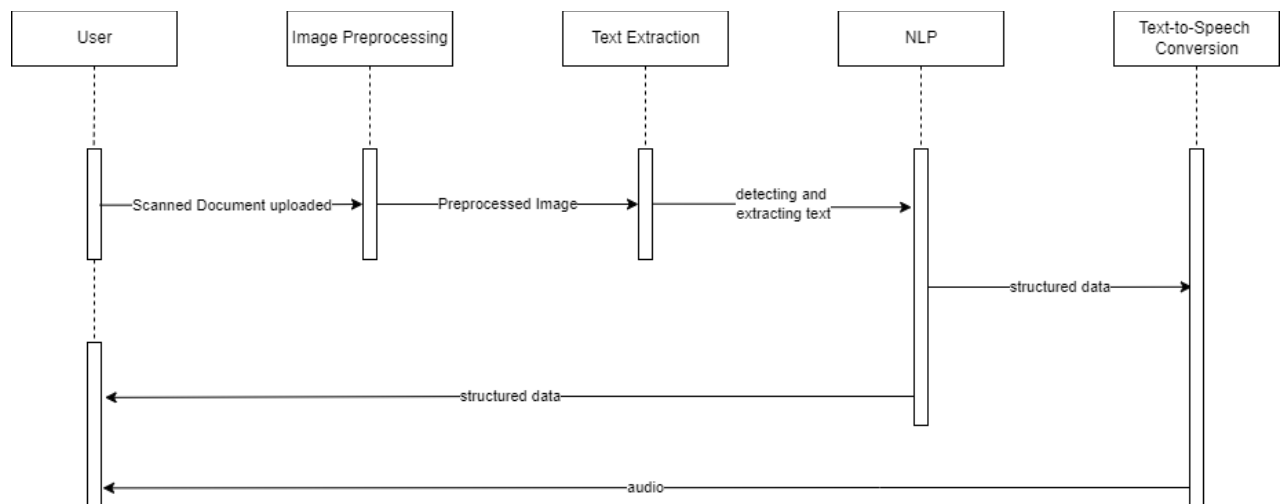 User
Image Preprocessing
Text Extraction
NLP
Text-to-Speech
Conversion
Scanned Document uploaded
Preprocessed Image
detecting and
extracting text
structured data
structured data
audio